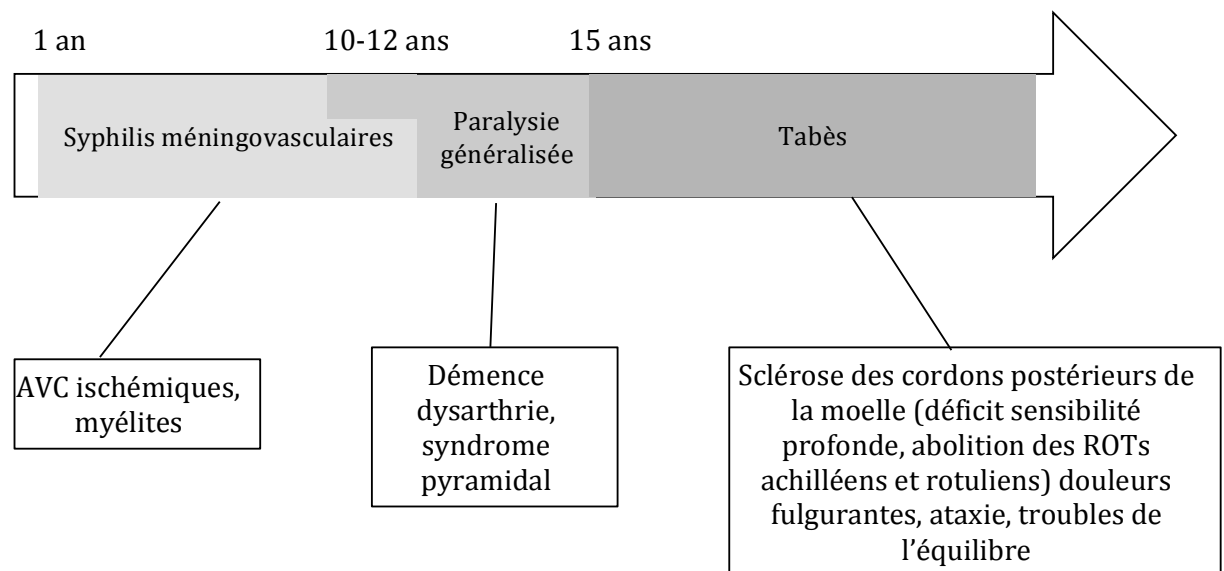 1 an
10-12 ans
15 ans
Syphilis méningovasculaires
Paralysie
généralisée
Tabès
AVC ischémiques,
myélites
Démence
dysarthrie,
syndrome
pyramidal
Sclérose des cordons postérieurs de
la moelle (déficit sensibilité
profonde, abolition des ROTs
achilléens et rotuliens) douleurs
fulgurantes, ataxie, troubles de
l’équilibre